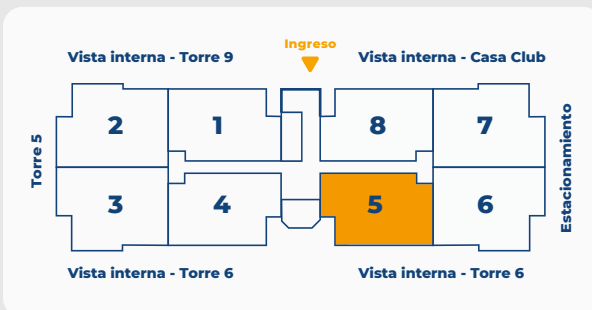 Ingreso
Vista interna - Torre 9
Vista interna - Casa Club
2
1
8
7
Torre 5
Estacionamiento
3
4
5
6
Vista interna - Torre 6
Vista interna - Torre 6